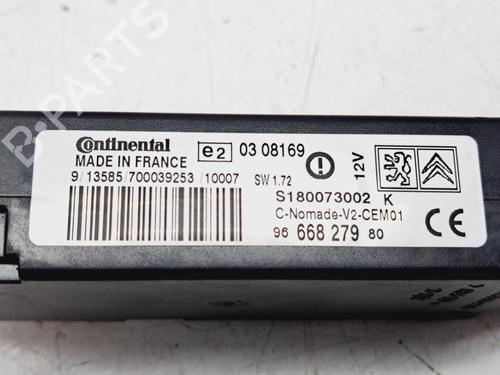 B-PARTS
Continental
MADE IN FRANCE
e2
03 08169
12V
9/13585/700039253/10007
SW 1.72
S180073002 K
C-Nomade-V2-CEM01
96 668 279 80
CE